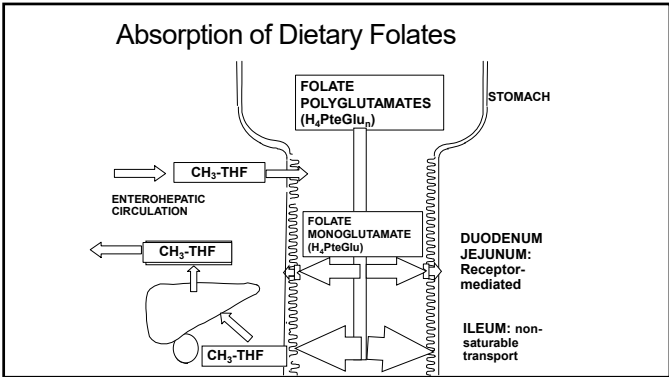 Absorption of Dietary Folates
FOLATE
POLYGLUTAMATES
(H₄PteGluₙ)
STOMACH
CH₃-THF
ENTEROHEPATIC
CIRCULATION
FOLATE
MONOGLUTAMATE
(H₄PteGlu)
DUODENUM
JEJUNUM:
Receptor-
mediated
CH₃-THF
ILEUM: non-
saturable
transport
CH₃-THF